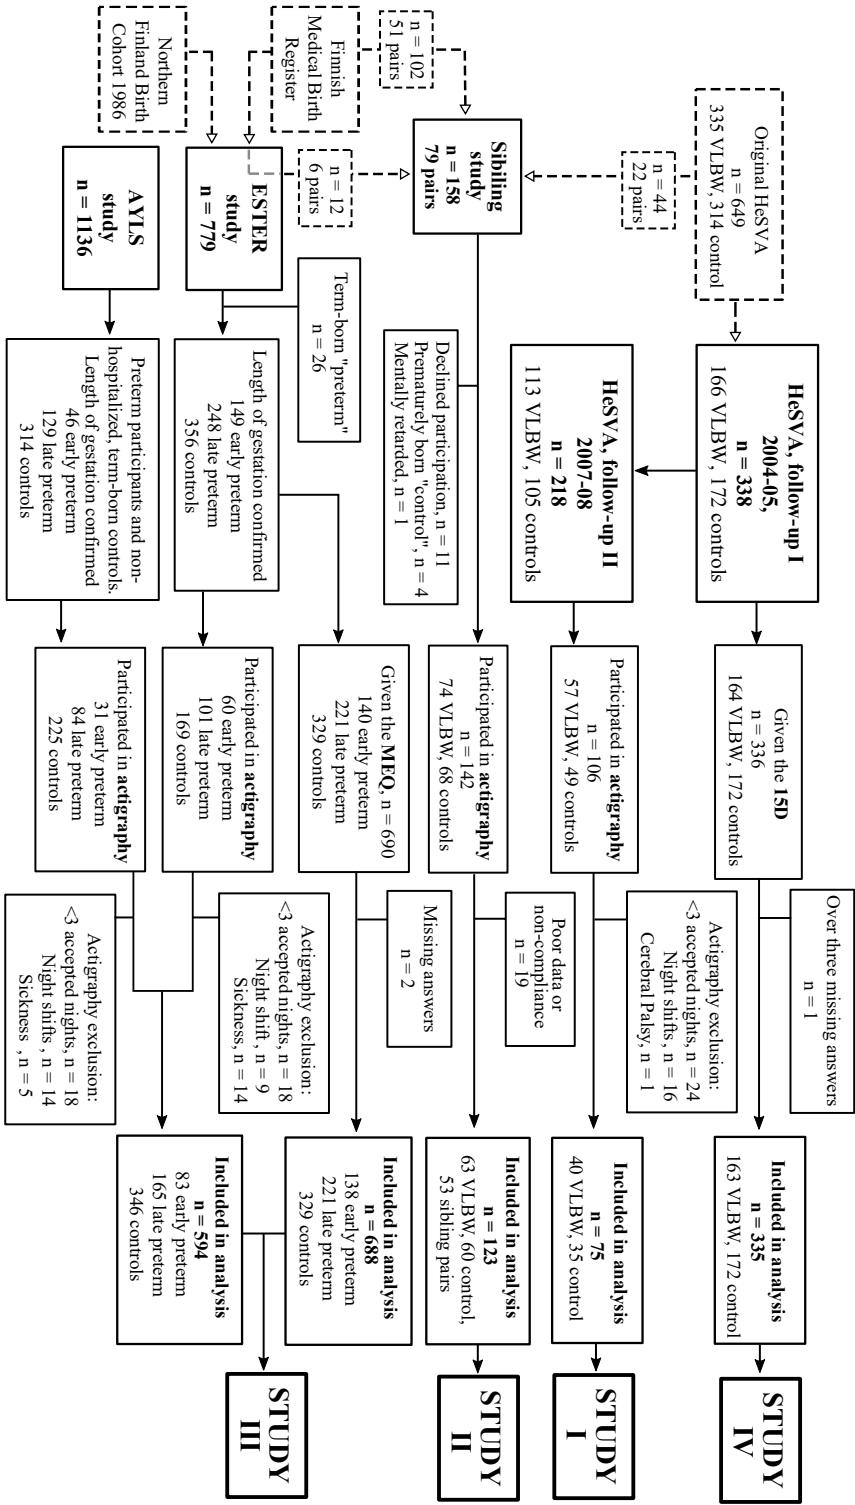 Original HeSVA
n = 649
335 VLBW, 314 control
HeSVA, follow-up I
2004-05,
n = 338
166 VLBW, 172 controls
Given the 15D
n = 336
164 VLBW, 172 controls
Over three missing answers
n = 1
Included in analysis
n = 335
163 VLBW, 172 control
STUDY
IV
n = 44
22 pairs
HeSVA, follow-up II
2007-08
n = 218
113 VLBW, 105 controls
Participated in actigraphy
n = 106
57 VLBW, 49 controls
Actigraphy exclusion:
<3 accepted nights, n = 24
Night shifts, n = 16
Cerebral Palsy, n = 1
Included in analysis
n = 75
40 VLBW, 35 control
STUDY
I
n = 102
51 pairs
Sibiling
study
n = 158
79 pairs
Declined participation, n = 11
Prematurely born "control", n = 4
Mentally retarded, n = 1
Participated in actigraphy
n = 142
74 VLBW, 68 controls
Poor data or
non-compliance
n = 19
Included in analysis
n = 123
63 VLBW, 60 control,
53 sibling pairs
STUDY
II
Finnish
Medical Birth
Register
n = 12
6 pairs
Term-born "preterm"
n = 26
Given the MEQ, n = 690
140 early preterm
221 late preterm
329 controls
Missing answers
n = 2
Included in analysis
n = 688
138 early preterm
221 late preterm
329 controls
Northern
Finland Birth
Cohort 1986
ESTER
study
n = 779
Length of gestation confirmed
149 early preterm
248 late preterm
356 controls
Participated in actigraphy
60 early preterm
101 late preterm
169 controls
Actigraphy exclusion:
<3 accepted nights, n = 18
Night shift , n = 9
Sickness, n = 14
Included in analysis
n = 594
83 early preterm
165 late preterm
346 controls
STUDY
III
AYLS
study
n = 1136
Preterm participants and non-
hospitalized, term-born controls.
Length of gestation confirmed
46 early preterm
129 late preterm
314 controls
Participated in actigraphy
31 early preterm
84 late preterm
225 controls
Actigraphy exclusion:
<3 accepted nights, n = 18
Night shifts , n = 14
Sickness , n = 5